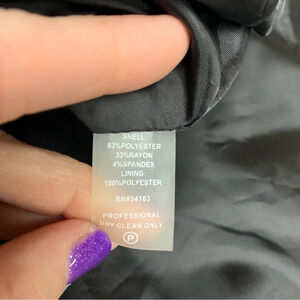 SHELL:
63%POLYESTER
33%RAYON
4%SPANDEX
LINING:
100%POLYESTER
RN#54163
PROFESSIONAL
DRY CLEAN ONLY
P